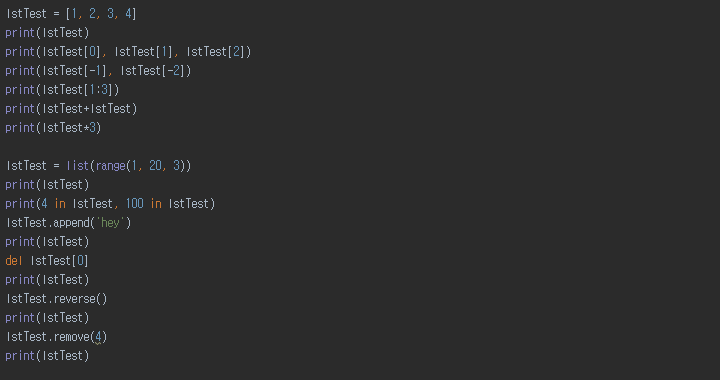 lstTest = [1, 2, 3, 4]
print(lstTest)
print(lstTest[0], lstTest[1], lstTest[2])
print(lstTest[-1], lstTest[-2])
print(lstTest[1:3])
print(lstTest+lstTest)
print(lstTest*3)
lstTest = list(range(1, 20, 3))
print(lstTest)
print(4 in lstTest, 100 in lstTest)
lstTest.append('hey')
print(lstTest)
del lstTest[0]
print(lstTest)
lstTest.reverse()
print(lstTest)
lstTest.remove(4)
print(lstTest)